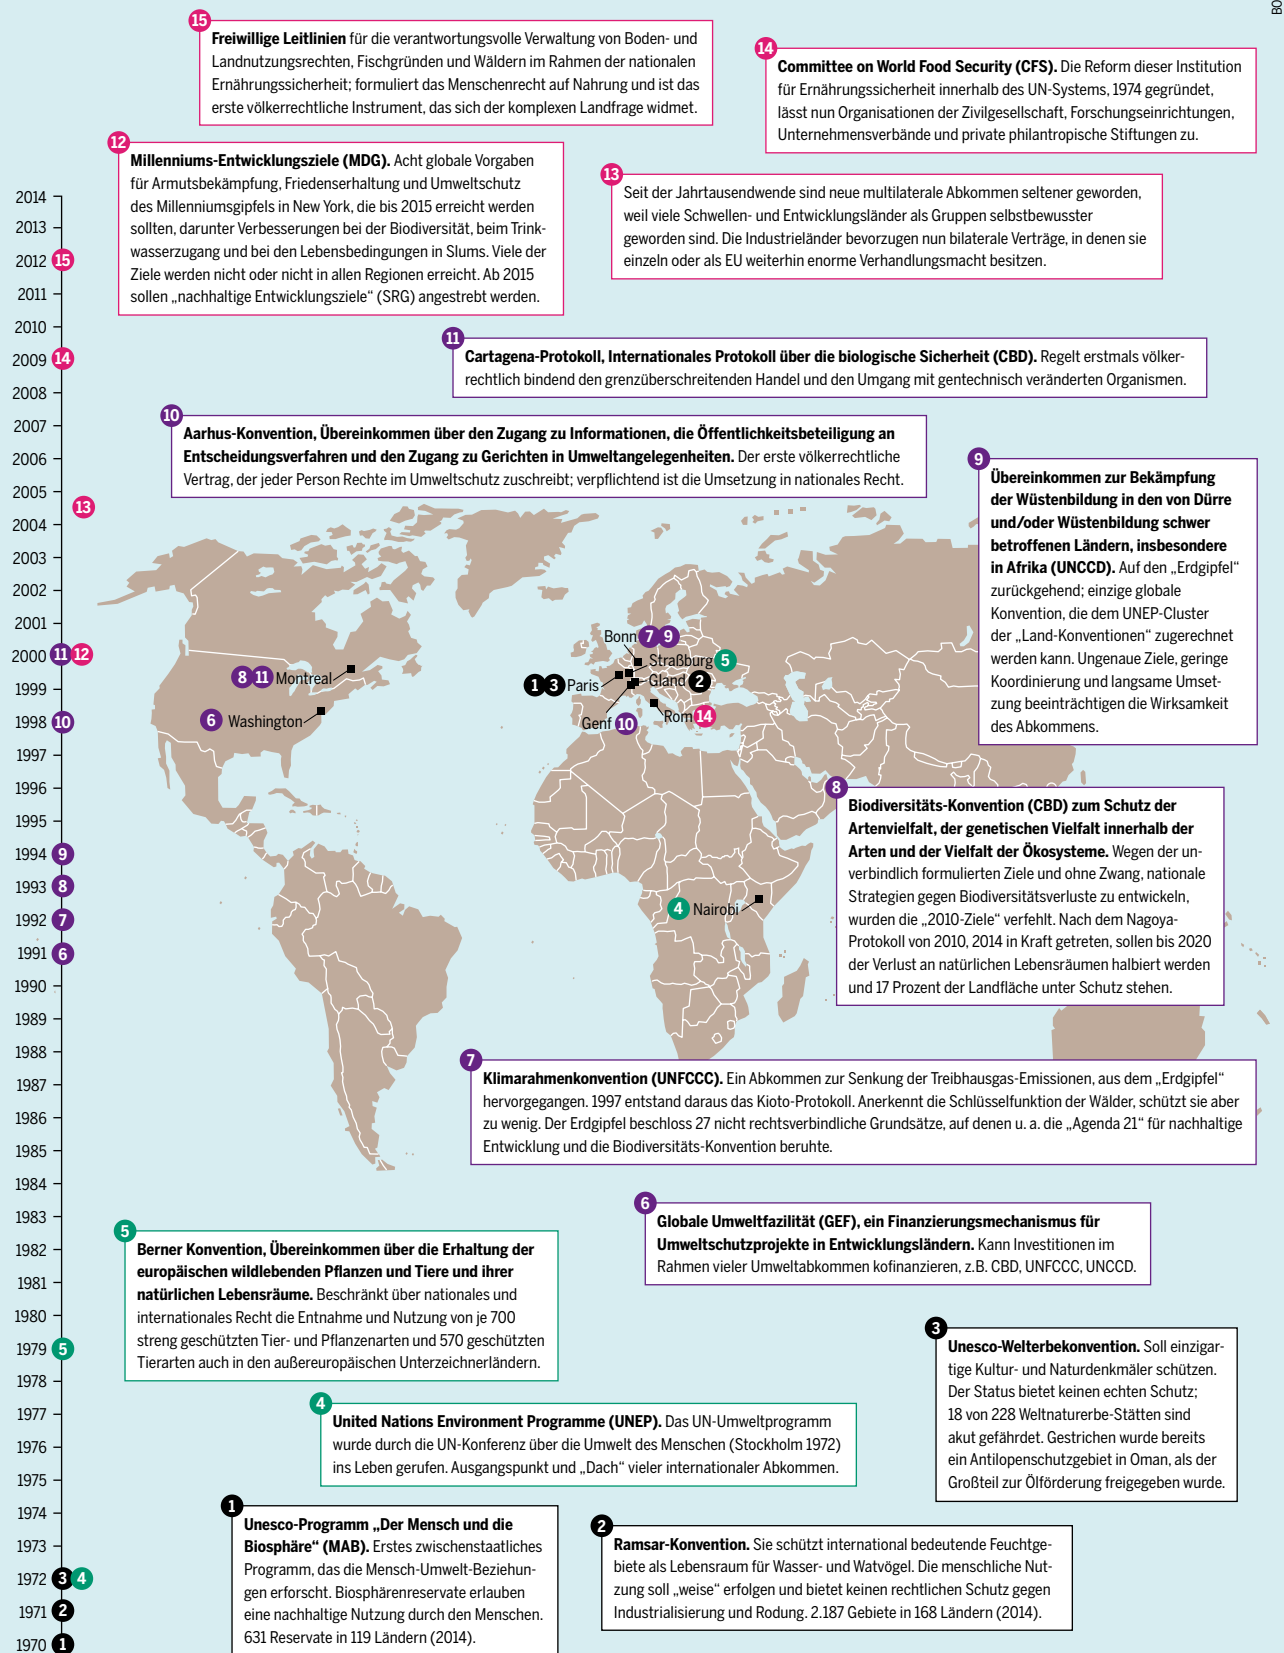 BO
15
Freiwillige Leitlinien für die verantwortungsvolle Verwaltung von Boden- und
Landnutzungsrechten, Fischgründen und Wäldern im Rahmen der nationalen
Ernährungssicherheit; formuliert das Menschenrecht auf Nahrung und ist das
erste völkerrechtliche Instrument, das sich der komplexen Landfrage widmet.
14
Committee on World Food Security (CFS). Die Reform dieser Institution
für Ernährungssicherheit innerhalb des UN-Systems, 1974 gegründet,
lässt nun Organisationen der Zivilgesellschaft, Forschungseinrichtungen,
Unternehmensverbände und private philantropische Stiftungen zu.
12
Millenniums-Entwicklungsziele (MDG). Acht globale Vorgaben
für Armutsbekämpfung, Friedenserhaltung und Umweltschutz
des Millenniumsgipfels in New York, die bis 2015 erreicht werden
sollten, darunter Verbesserungen bei der Biodiversität, beim Trink-
wasserzugang und bei den Lebensbedingungen in Slums. Viele der
Ziele werden nicht oder nicht in allen Regionen erreicht. Ab 2015
sollen „nachhaltige Entwicklungsziele“ (SRG) angestrebt werden.
13
Seit der Jahrtausendwende sind neue multilaterale Abkommen seltener geworden,
weil viele Schwellen- und Entwicklungsländer als Gruppen selbstbewusster
geworden sind. Die Industrieländer bevorzugen nun bilaterale Verträge, in denen sie
einzeln oder als EU weiterhin enorme Verhandlungsmacht besitzen.
11
Cartagena-Protokoll, Internationales Protokoll über die biologische Sicherheit (CBD). Regelt erstmals völker-
rechtlich bindend den grenzüberschreitenden Handel und den Umgang mit gentechnisch veränderten Organismen.
10
Aarhus-Konvention, Übereinkommen über den Zugang zu Informationen, die Öffentlichkeitsbeteiligung an
Entscheidungsverfahren und den Zugang zu Gerichten in Umweltangelegenheiten. Der erste völkerrechtliche
Vertrag, der jeder Person Rechte im Umweltschutz zuschreibt; verpflichtend ist die Umsetzung in nationales Recht.
9
Übereinkommen zur Bekämpfung
der Wüstenbildung in den von Dürre
und/oder Wüstenbildung schwer
betroffenen Ländern, insbesondere
in Afrika (UNCCD). Auf den „Erdgipfel“
zurückgehend; einzige globale
Konvention, die dem UNEP-Cluster
der „Land-Konventionen“ zugerechnet
werden kann. Ungenaue Ziele, geringe
Koordinierung und langsame Umset-
zung beeinträchtigen die Wirksamkeit
des Abkommens.
2014
2013
2012 15
2011
2010
2009 14
2008
2007
2006
2005
13
2004
2003
2002
2001
2000 11 12
1999
1998 10
1997
1996
1995
1994 9
1993 8
1992 7
1991 6
1990
1989
1988
1987
1986
1985
1984
1983
1982
1981
1980
1979 5
1978
1977
1976
1975
1974
1973
1972 3 4
1971 2
1970 1
Bonn 7 9
Straßburg 5
8 11 Montreal
1 3 Paris
Gland 2
6 Washington
Genf 10
Rom 14
4 Nairobi
8
Biodiversitäts-Konvention (CBD) zum Schutz der
Artenvielfalt, der genetischen Vielfalt innerhalb der
Arten und der Vielfalt der Ökosysteme. Wegen der un-
verbindlich formulierten Ziele und ohne Zwang, nationale
Strategien gegen Biodiversitätsverluste zu entwickeln,
wurden die „2010-Ziele“ verfehlt. Nach dem Nagoya-
Protokoll von 2010, 2014 in Kraft getreten, sollen bis 2020
der Verlust an natürlichen Lebensräumen halbiert werden
und 17 Prozent der Landfläche unter Schutz stehen.
7
Klimarahmenkonvention (UNFCCC). Ein Abkommen zur Senkung der Treibhausgas-Emissionen, aus dem „Erdgipfel“
hervorgegangen. 1997 entstand daraus das Kioto-Protokoll. Anerkennt die Schlüsselfunktion der Wälder, schützt sie aber
zu wenig. Der Erdgipfel beschloss 27 nicht rechtsverbindliche Grundsätze, auf denen u. a. die „Agenda 21“ für nachhaltige
Entwicklung und die Biodiversitäts-Konvention beruhte.
6
Globale Umweltfazilität (GEF), ein Finanzierungsmechanismus für
Umweltschutzprojekte in Entwicklungsländern. Kann Investitionen im
Rahmen vieler Umweltabkommen kofinanzieren, z.B. CBD, UNFCCC, UNCCD.
5
Berner Konvention, Übereinkommen über die Erhaltung der
europäischen wildlebenden Pflanzen und Tiere und ihrer
natürlichen Lebensräume. Beschränkt über nationales und
internationales Recht die Entnahme und Nutzung von je 700
streng geschützten Tier- und Pflanzenarten und 570 geschützten
Tierarten auch in den außereuropäischen Unterzeichnerländern.
3
Unesco-Welterbekonvention. Soll einzigar-
tige Kultur- und Naturdenkmäler schützen.
Der Status bietet keinen echten Schutz;
18 von 228 Weltnaturerbe-Stätten sind
akut gefährdet. Gestrichen wurde bereits
ein Antilopenschutzgebiet in Oman, als der
Großteil zur Ölförderung freigegeben wurde.
4
United Nations Environment Programme (UNEP). Das UN-Umweltprogramm
wurde durch die UN-Konferenz über die Umwelt des Menschen (Stockholm 1972)
ins Leben gerufen. Ausgangspunkt und „Dach“ vieler internationaler Abkommen.
1
Unesco-Programm „Der Mensch und die
Biosphäre“ (MAB). Erstes zwischenstaatliches
Programm, das die Mensch-Umwelt-Beziehun-
gen erforscht. Biosphärenreservate erlauben
eine nachhaltige Nutzung durch den Menschen.
631 Reservate in 119 Ländern (2014).
2
Ramsar-Konvention. Sie schützt international bedeutende Feuchtge-
biete als Lebensraum für Wasser- und Watvögel. Die menschliche Nut-
zung soll „weise“ erfolgen und bietet keinen rechtlichen Schutz gegen
Industrialisierung und Rodung. 2.187 Gebiete in 168 Ländern (2014).